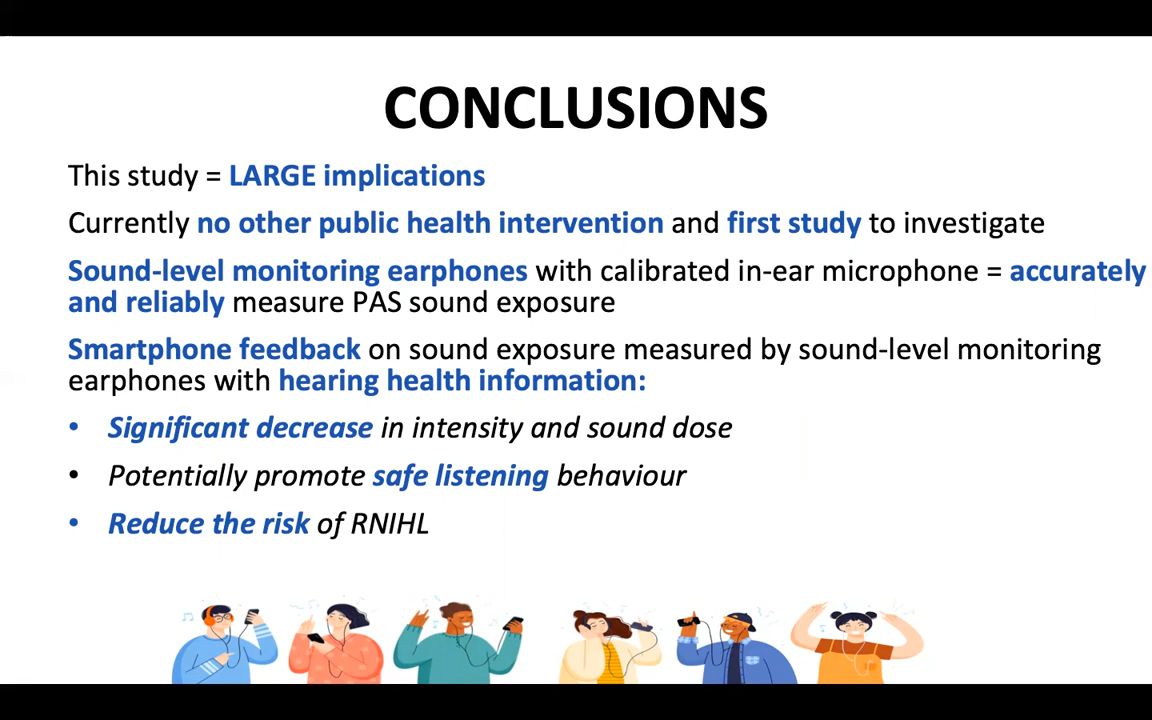 CONCLUSIONS
This study = LARGE implications
Currently no other public health intervention and first study to investigate
Sound-level monitoring earphones with calibrated in-ear microphone = accurately
and reliably measure PAS sound exposure
Smartphone feedback on sound exposure measured by sound-level monitoring
earphones with hearing health information:
• Significant decrease in intensity and sound dose
• Potentially promote safe listening behaviour
• Reduce the risk of RNIHL